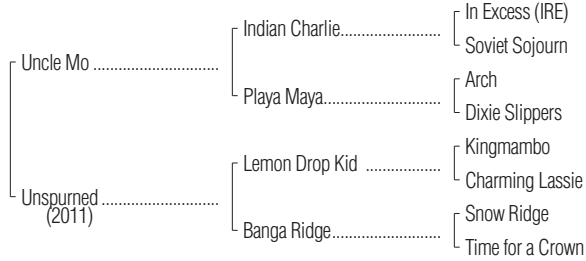 In Excess (IRE)
Indian Charlie
Soviet Sojourn
Uncle Mo
Arch
Playa Maya
Dixie Slippers
Kingmambo
Lemon Drop Kid
Charming Lassie
Unspurned
(2011)
Snow Ridge
Banga Ridge
Time for a Crown